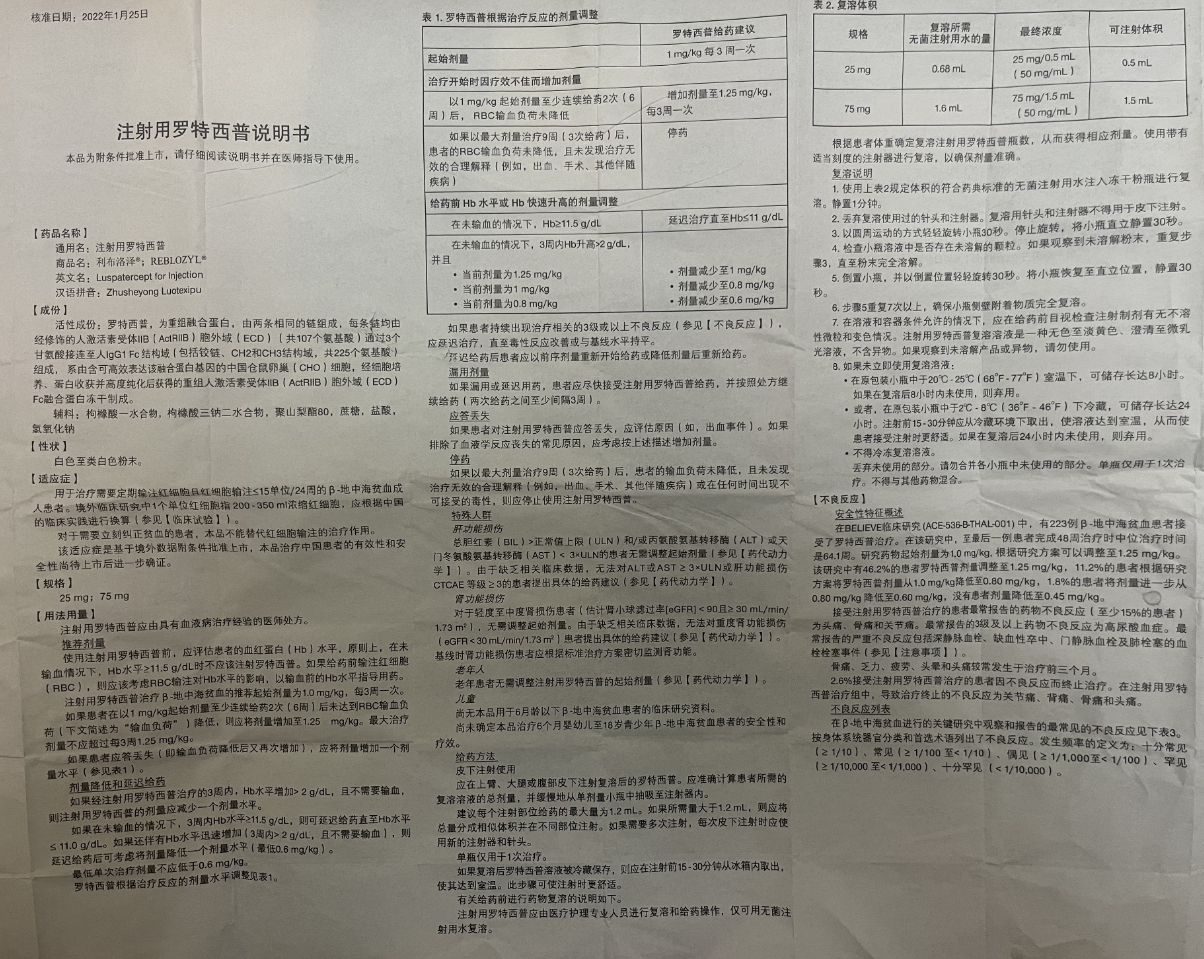 核准日期：2022年1月25日
注射用罗特西普说明书
本品为附条件批准上市，请仔细阅读说明书并在医师指导下使用。
【药品名称】
通用名：注射用罗特西普
商品名：利布洛泽®；REBLOZYL®
英文名：Luspatercept for Injection
汉语拼音：Zhusheyong Luotexipu
【成份】
活性成份：罗特西普，为重组融合蛋白，由两条相同的链组成，每条链均由
经修饰的人激活素受体IIB（ActRIIB）胞外域（ECD）（共107个氨基酸）通过3个
甘氨酸接连至人IgG1 Fc 结构域（包括铰链、CH2和CH3结构域，共225个氨基酸）
组成，系由含可高效表达该融合蛋白基因的中国仓鼠卵巢（CHO）细胞，经细胞培
养、蛋白收获并高度纯化后获得的重组人激活素受体IIB（ActRIIB）胞外域（ECD）
Fc融合蛋白冻干制成。
辅料：枸橼酸一水合物，枸橼酸三钠二水合物，聚山梨酯80，蔗糖，盐酸，
氢氧化钠
【性状】
白色至类白色粉末。
【适应症】
用于治疗需要定期输注红细胞且红细胞输注≤15单位/24周的β-地中海贫血成
人患者。境外临床研究中1个单位红细胞指 200 - 350 ml浓缩红细胞，应根据中国
的临床实践进行换算（参见【临床试验】）。
对于需要立刻纠正贫血的患者，本品不能替代红细胞输注的治疗作用。
该适应症是基于境外数据附条件批准上市，本品治疗中国患者的有效性和安
全性尚待上市后进一步确证。
【规格】
25 mg；75 mg
【用法用量】
注射用罗特西普应由具有血液病治疗经验的医师处方。
推荐剂量
使用注射用罗特西普前，应评估患者的血红蛋白（Hb）水平，原则上，在未
输血情况下，Hb水平≥11.5 g/dL时不应该注射罗特西普。如果给药前输注红细胞
（RBC），则应该考虑RBC输注对Hb水平的影响，以输血前的Hb水平指导用药。
注射用罗特西普治疗 β-地中海贫血的推荐起始剂量为1.0 mg/kg，每3周一次。
如果患者在以1 mg/kg起始剂量至少连续给药2次（6周）后未达到RBC输血负
荷（下文简述为“输血负荷”）降低，则应将剂量增加至1.25 mg/kg。最大治疗
剂量不应超过每3周1.25 mg/kg。
如果患者应答丢失（即输血负荷降低后又再次增加），应将剂量增加一个剂
量水平（参见表1）。
剂量降低和延迟给药
如果经注射用罗特西普治疗的3周内，Hb水平增加> 2 g/dL，且不需要输血，
则注射用罗特西普的剂量应减少一个剂量水平。
如果在未输血的情况下，3周内Hb水平≥11.5 g/dL，则可延迟给药直至Hb水平
≤ 11.0 g/dL。如果还伴有Hb水平迅速增加（3周内> 2 g/dL，且不需要输血），则
延迟给药后可考虑将剂量降低一个剂量水平（最低0.6 mg/kg）。
最低单次治疗剂量不应低于0.6 mg/kg。
罗特西普根据治疗反应的剂量水平调整见表1。
表 1. 罗特西普根据治疗反应的剂量调整
罗特西普给药建议
起始剂量
1 mg/kg 每 3 周一次
治疗开始时因疗效不佳而增加剂量
以1 mg/kg 起始剂量至少连续给药2次（6
周）后，RBC输血负荷未降低
增加剂量至1.25 mg/kg，
每3周一次
如果以最大剂量治疗9周（3次给药）后，
患者的RBC输血负荷未降低，且未发现治疗无
效的合理解释（例如，出血、手术、其他伴随
疾病）
停药
给药前 Hb 水平或 Hb 快速升高的剂量调整
在未输血的情况下，Hb≥11.5 g/dL
延迟治疗直至Hb≤11 g/dL
在未输血的情况下，3周内Hb升高>2 g/dL，
并且
• 当前剂量为1.25 mg/kg
• 当前剂量为1 mg/kg
• 当前剂量为0.8 mg/kg
• 剂量减少至1 mg/kg
• 剂量减少至0.8 mg/kg
• 剂量减少至0.6 mg/kg
如果患者持续出现治疗相关的3级或以上不良反应（参见【不良反应】），
应延迟治疗，直至毒性反应改善或与基线水平持平。
延迟给药后患者应以前序剂量重新开始给药或降低剂量后重新给药。
漏用剂量
如果漏用或延迟用药，患者应尽快接受注射用罗特西普给药，并按照处方继
续给药（两次给药之间至少间隔3周）。
应答丢失
如果患者对注射用罗特西普应答丢失，应评估原因（如，出血事件）。如果
排除了血液学反应丧失的常见原因，应考虑按上述描述增加剂量。
停药
如果以最大剂量治疗9周（3次给药）后，患者的输血负荷未降低，且未发现
治疗无效的合理解释（例如，出血、手术、其他伴随疾病）或在任何时间出现不
可接受的毒性，则应停止使用注射用罗特西普。
特殊人群
肝功能损伤
总胆红素（BIL）>正常值上限（ULN）和/或丙氨酸氨基转移酶（ALT）或天
门冬氨酸氨基转移酶（AST）< 3×ULN的患者无需调整起始剂量（参见【药代动力
学】）。由于缺乏相关临床数据，无法对ALT或AST ≥ 3×ULN或肝功能损伤
CTCAE 等级≥3的患者提出具体的给药建议（参见【药代动力学】）。
肾功能损伤
对于轻度至中度肾损伤患者（估计肾小球滤过率[eGFR] < 90且≥ 30 mL/min/
1.73 m²），无需调整起始剂量。由于缺乏相关临床数据，无法对重度肾功能损伤
（eGFR < 30 mL/min/1.73 m²）患者提出具体的给药建议（参见【药代动力学】）。
基线时肾功能损伤患者应根据标准治疗方案密切监测肾功能。
老年人
老年患者无需调整注射用罗特西普的起始剂量（参见【药代动力学】）。
儿童
尚无本品用于6月龄以下β-地中海贫血患者的临床研究资料。
尚未确定本品治疗6个月婴幼儿至18岁青少年β-地中海贫血患者的安全性和
疗效。
给药方法
皮下注射使用
应在上臂、大腿或腹部皮下注射复溶后的罗特西普。应准确计算患者所需的
复溶溶液的总剂量，并缓慢地从单剂量小瓶中抽吸至注射器内。
建议每个注射部位给药的最大量为1.2 mL。如果所需量大于1.2 mL，则应将
总量分成相似体积并在不同部位注射。如果需要多次注射，每次皮下注射时应使
用新的注射器和针头。
单瓶仅用于1次治疗。
如果复溶后罗特西普溶液被冷藏保存，则应在注射前15-30分钟从冰箱内取出，
使其达到室温。此步骤可使注射时更舒适。
有关给药前进行药物复溶的说明如下。
注射用罗特西普应由医疗护理专业人员进行复溶和给药操作，仅可用无菌注
射用水复溶。
表 2. 复溶体积
规格
复溶所需
无菌注射用水的量
最终浓度
可注射体积
25 mg
0.68 mL
25 mg/0.5 mL
（50 mg/mL）
0.5 mL
75 mg
1.6 mL
75 mg/1.5 mL
（50 mg/mL）
1.5 mL
根据患者体重确定复溶注射用罗特西普瓶数，从而获得相应剂量。使用带有
适当刻度的注射器进行复溶，以确保剂量准确。
复溶说明
1. 使用上表2规定体积的符合药典标准的无菌注射用水注入冻干粉瓶进行复
溶。静置1分钟。
2. 丢弃复溶使用过的针头和注射器。复溶用针头和注射器不得用于皮下注射。
3. 以圆周运动的方式轻轻旋转小瓶30秒。停止旋转，将小瓶直立静置30秒。
4. 检查小瓶溶液中是否存在未溶解的颗粒。如果观察到未溶解粉末，重复步
骤3，直至粉末完全溶解。
5. 倒置小瓶，并以倒置位置轻轻旋转30秒。将小瓶恢复至直立位置，静置30
秒。
6. 步骤5重复7次以上，确保小瓶侧壁附着物质完全复溶。
7. 在溶液和容器条件允许的情况下，应在给药前目视检查注射制剂有无不溶
性微粒和变色情况。注射用罗特西普复溶溶液是一种无色至淡黄色、澄清至微乳
光溶液，不含异物。如果观察到未溶解产品或异物，请勿使用。
8. 如果未立即使用复溶溶液：
• 在原包装小瓶中于20℃ - 25℃（68℉ - 77℉）室温下，可储存长达8小时。
如果在复溶后8小时内未使用，则弃用。
• 或者，在原包装小瓶中于2℃ - 8℃（36℉ - 46℉）下冷藏，可储存长达24
小时。注射前15-30分钟应从冷藏环境下取出，使溶液达到室温，从而使
患者接受注射时更舒适。如果在复溶后24小时内未使用，则弃用。
• 不得冷冻复溶溶液。
丢弃未使用的部分。请勿合并各小瓶中未使用的部分。单瓶仅用于1次治
疗。不得与其他药物混合。
【不良反应】
安全性特征概述
在BELIEVE临床研究 (ACE-536-B-THAL-001) 中，有223例 β-地中海贫血患者接
受了罗特西普治疗。在该研究中，至最后一例患者完成48周治疗时中位治疗时间
是64.1周。研究药物起始剂量为1.0 mg/kg, 根据研究方案可以调整至 1.25 mg/kg。
该研究中有46.2%的患者罗特西普剂量调整至1.25 mg/kg，11.2%的患者根据研究
方案将罗特西普剂量从1.0 mg/kg降低至0.80 mg/kg，1.8%的患者将剂量进一步从
0.80 mg/kg 降低至0.60 mg/kg，没有患者剂量降低至0.45 mg/kg。
接受注射用罗特西普治疗的患者最常报告的药物不良反应（至少15%的患者）
为头痛、骨痛和关节痛。最常报告的3级及以上药物不良反应为高尿酸血症。最
常报告的严重不良反应包括深静脉血栓、缺血性卒中、门静脉血栓及肺栓塞的血
栓栓塞事件（参见【注意事项】）。
骨痛、乏力、疲劳、头晕和头痛较常发生于治疗前三个月。
2.6%接受注射用罗特西普治疗的患者因不良反应而终止治疗。在注射用罗特
西普治疗组中，导致治疗终止的不良反应为关节痛、背痛、骨痛和头痛。
不良反应列表
在 β-地中海贫血进行的关键研究中观察和报告的最常见的不良反应见下表3。
按身体系统器官分类和首选术语列出了不良反应。发生频率的定义为：十分常见
（≥ 1/10）、常见（≥ 1/100 至< 1/10）、偶见（≥ 1/1,000至< 1/100）、罕见
（≥1/10,000 至< 1/1,000）、十分罕见（< 1/10,000）。